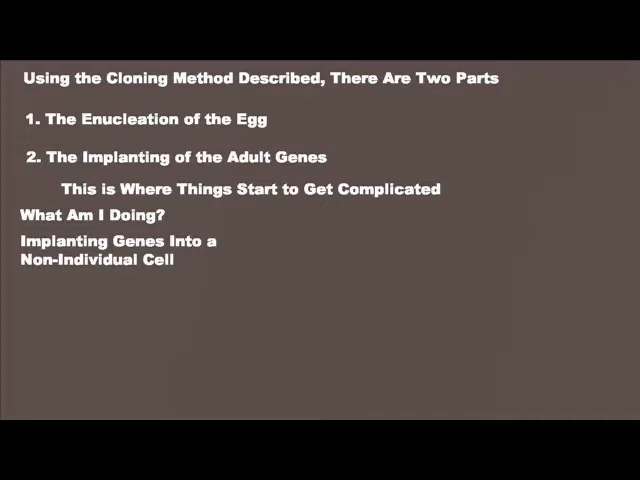 Using the Cloning Method Described, There Are Two Parts
1. The Enucleation of the Egg
2. The Implanting of the Adult Genes
This is Where Things Start to Get Complicated
What Am I Doing?
Implanting Genes Into a
Non-Individual Cell